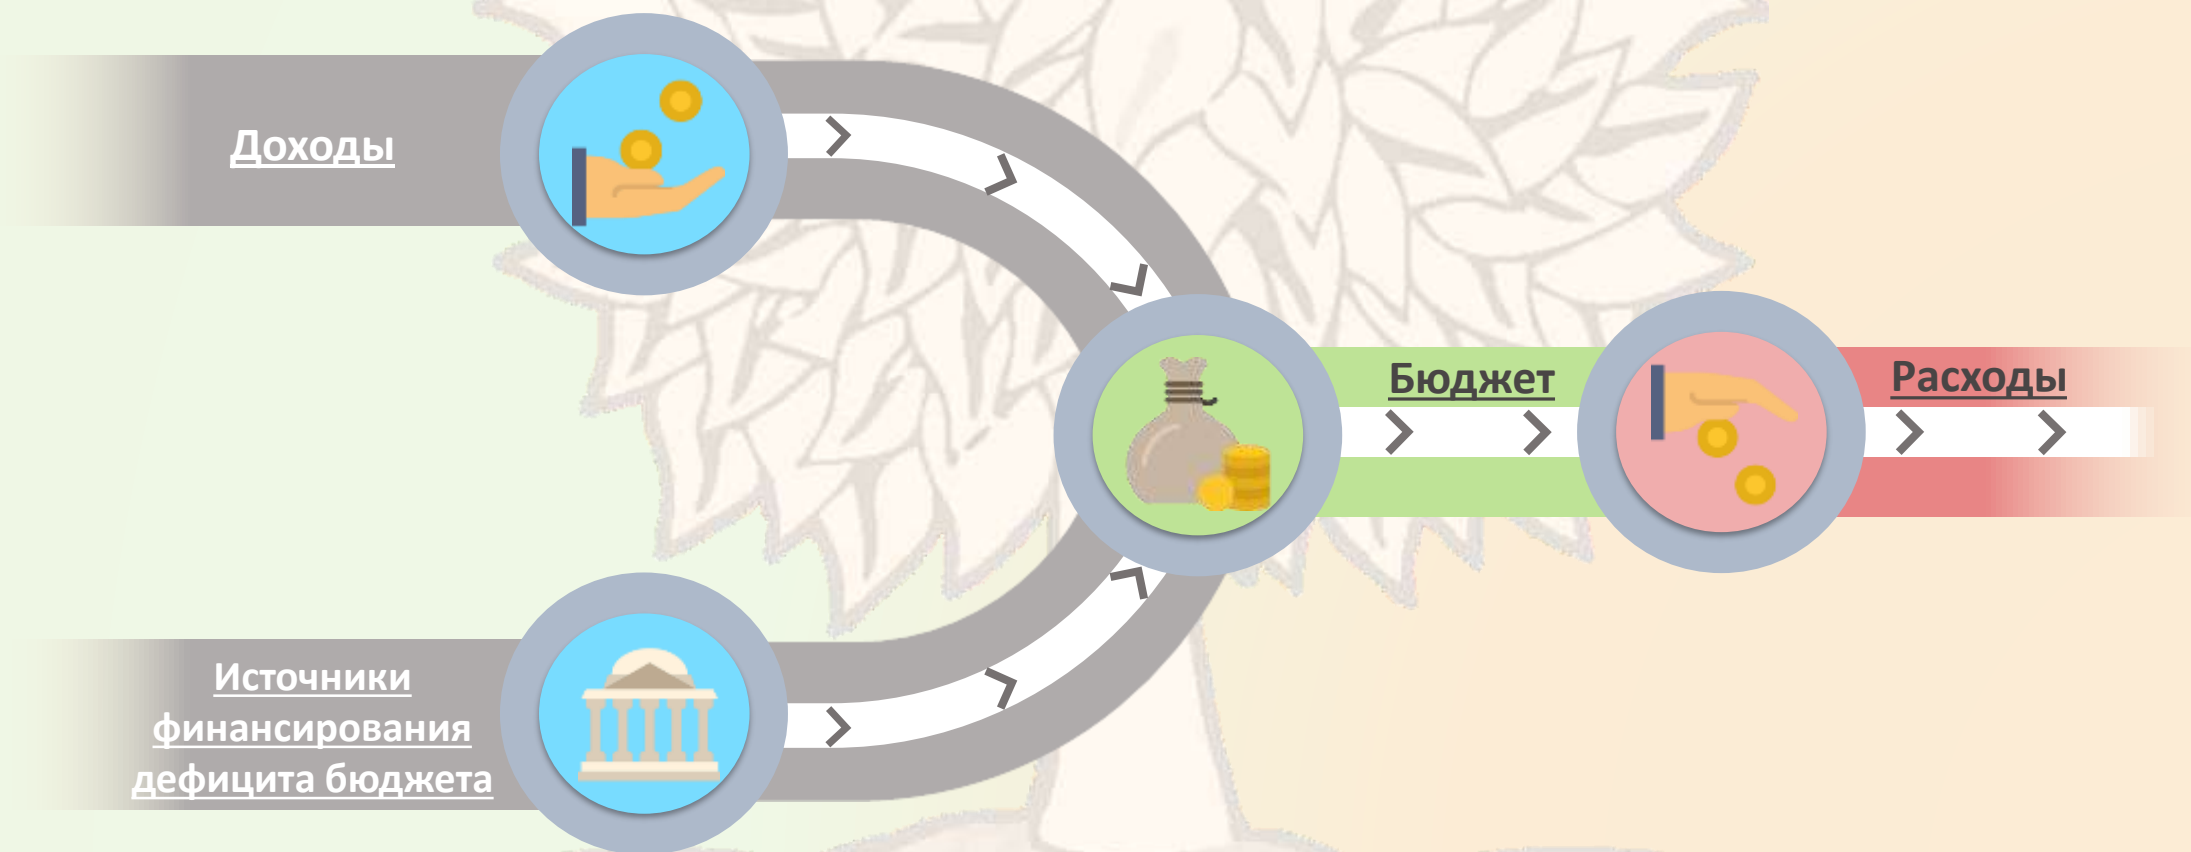 Доходы
Бюджет
Расходы
Источники
финансирования
дефицита бюджета